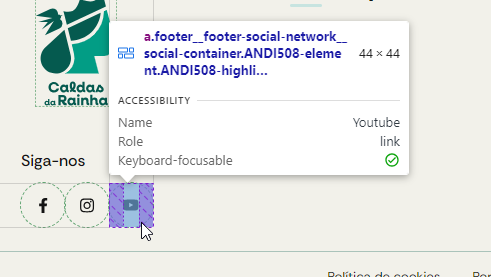 a.footer__footer-social-network__
social-container.ANDI508-eleme
nt.ANDI508-highli...
44 × 44
ACCESSIBILITY
Name Youtube
Role link
Keyboard-focusable
Caldas
da Rainha
Siga-nos
Política de cookies